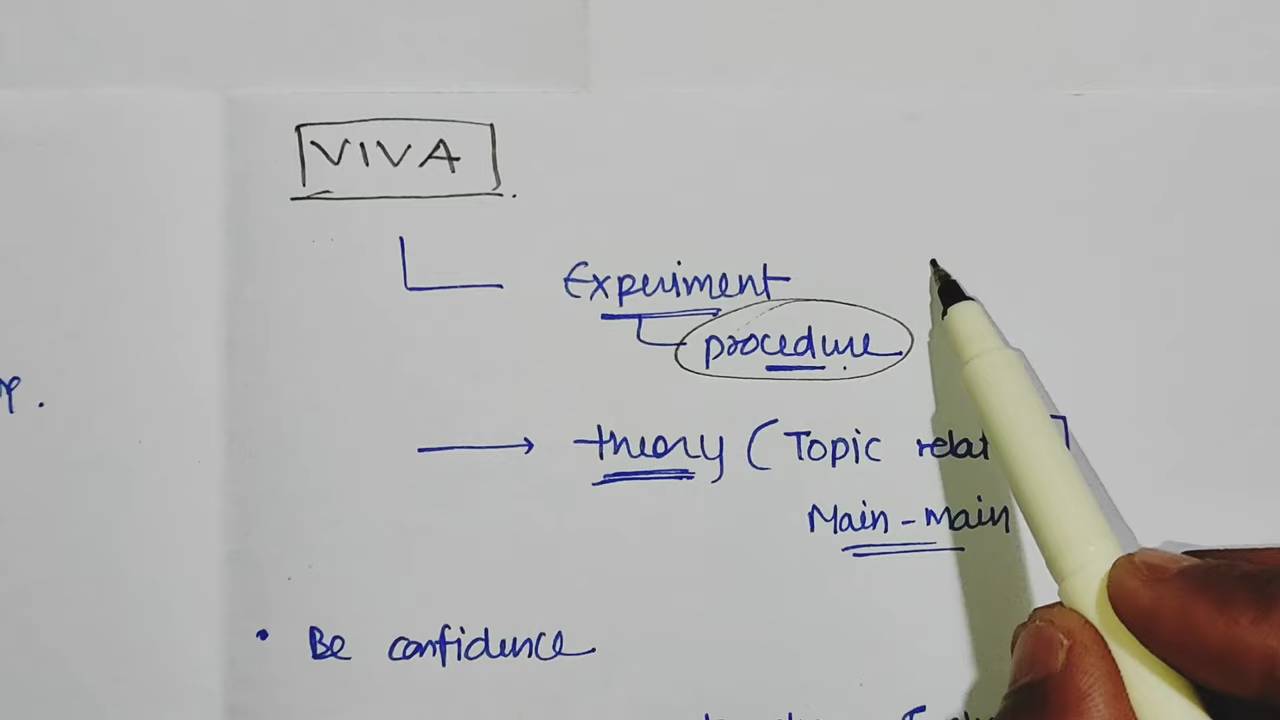 VIVA
Experiment
procedure
theory (Topic
Main - main
• Be confidence